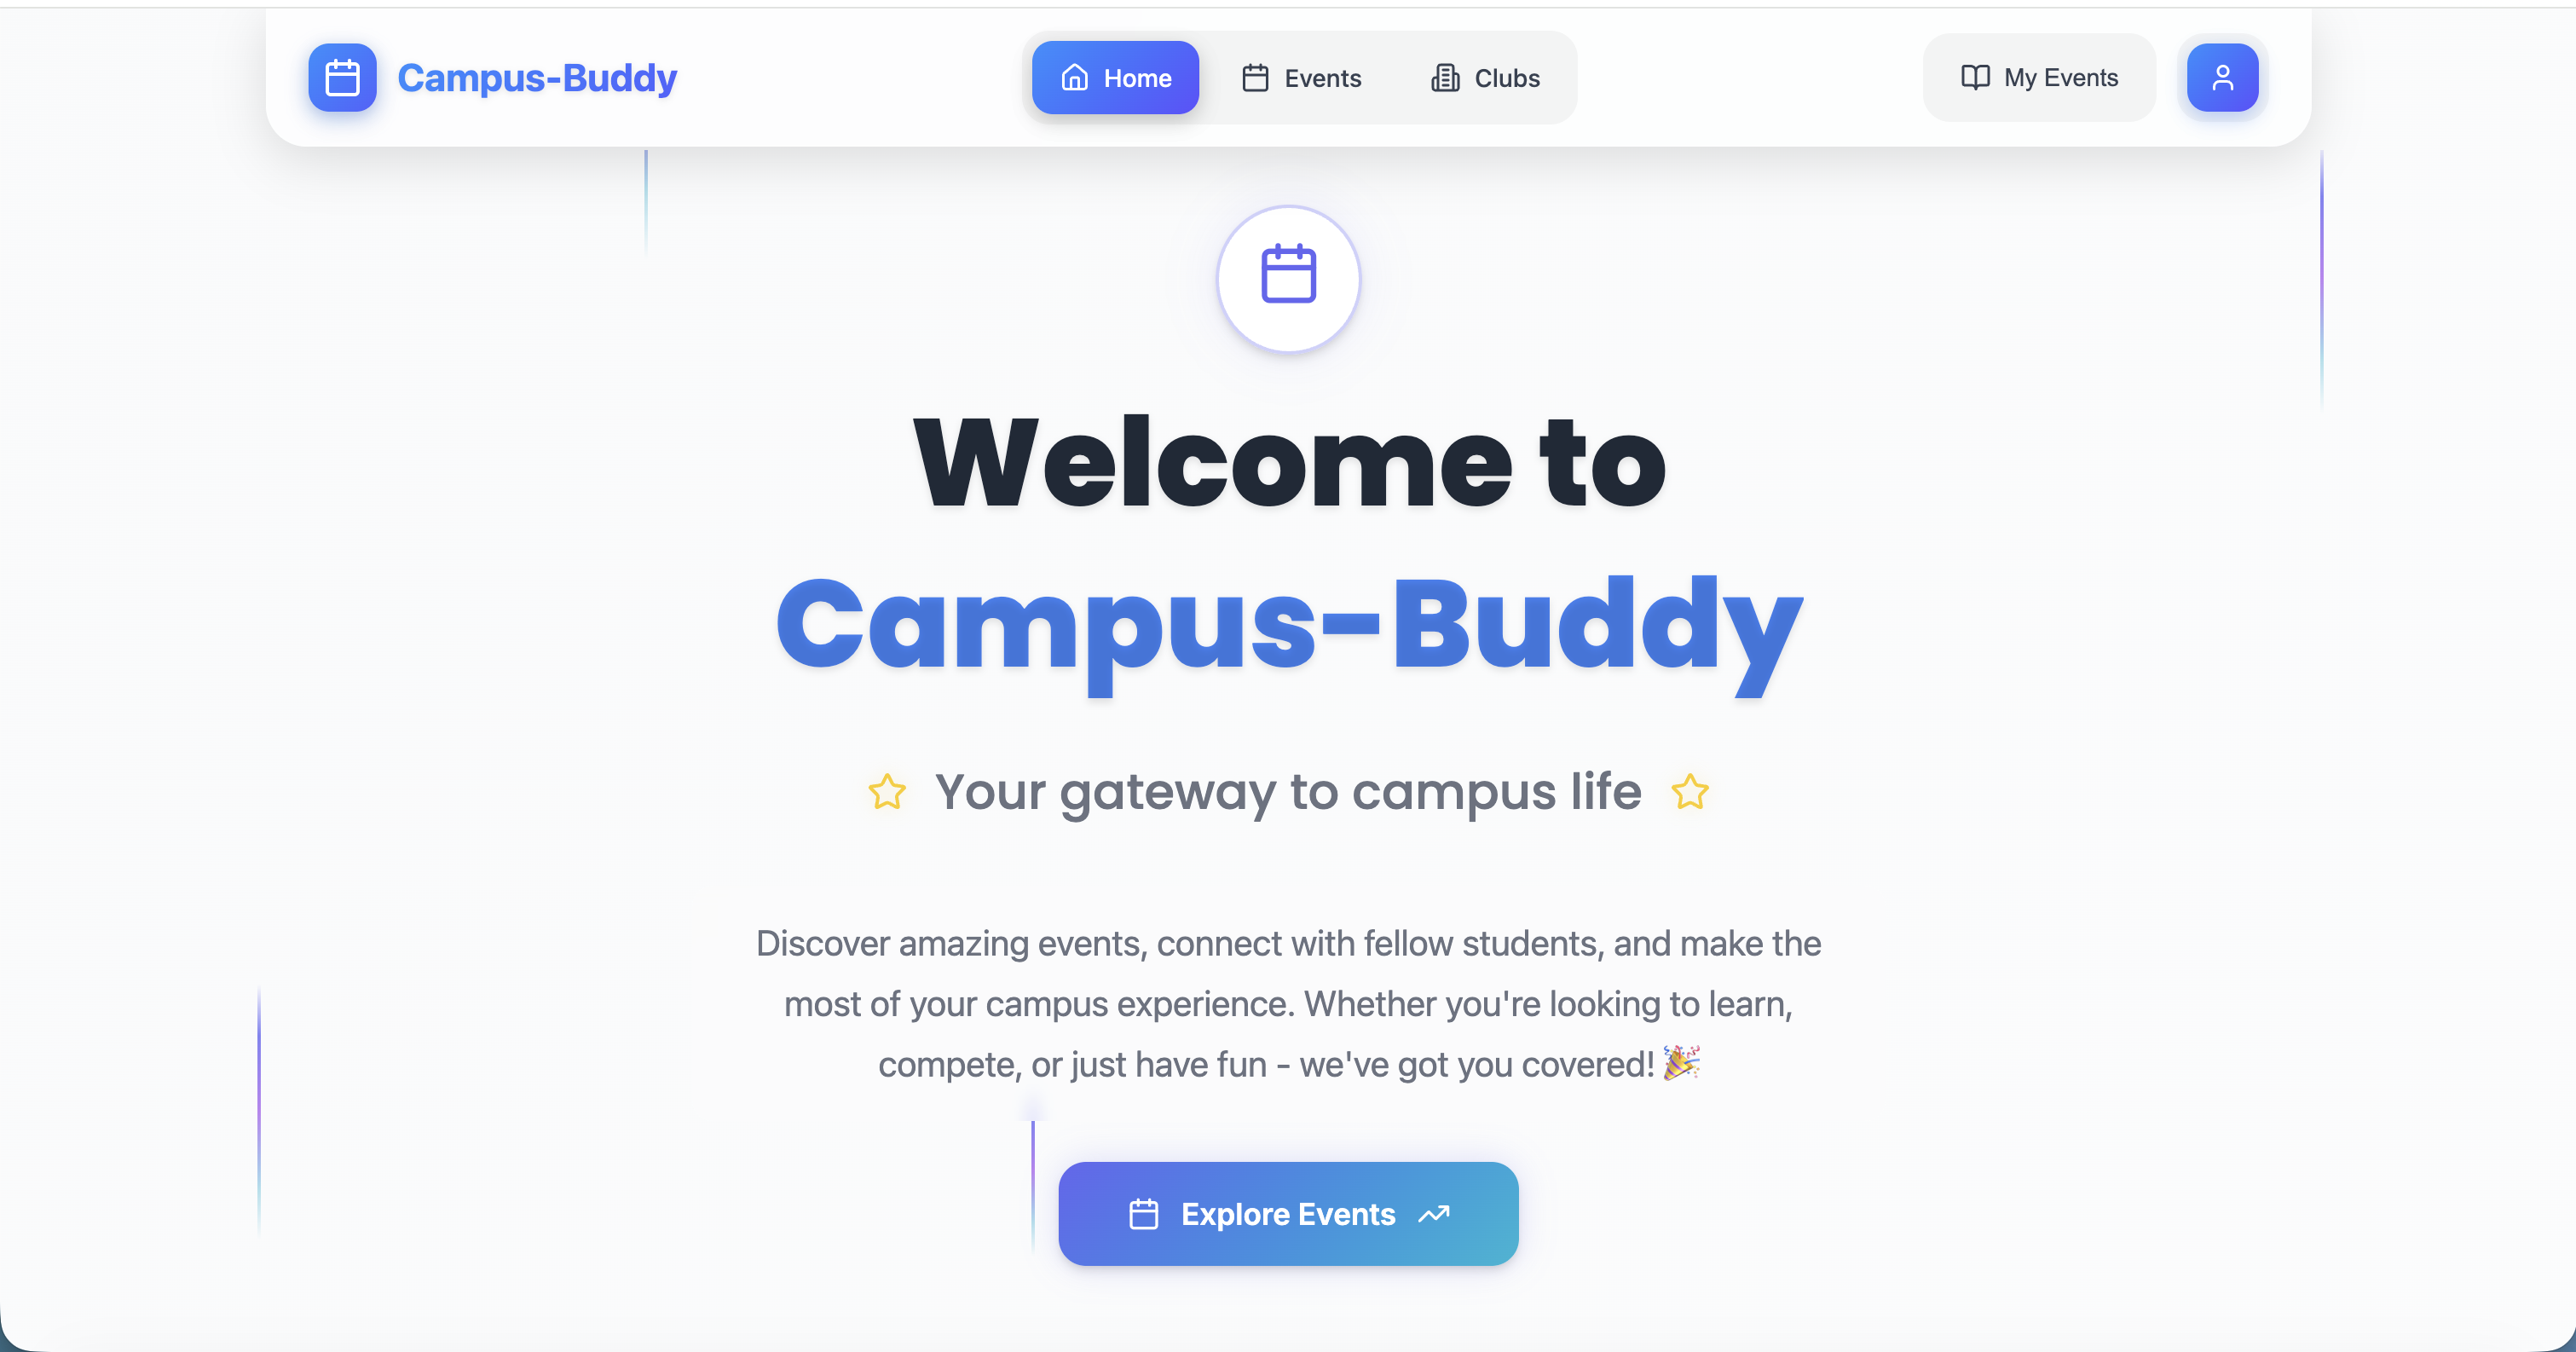 Campus-Buddy
Home
Events
Clubs
My Events
Welcome to
Campus-Buddy
Your gateway to campus life
Discover amazing events, connect with fellow students, and make the
most of your campus experience. Whether you're looking to learn,
compete, or just have fun - we've got you covered! 🎉
Explore Events